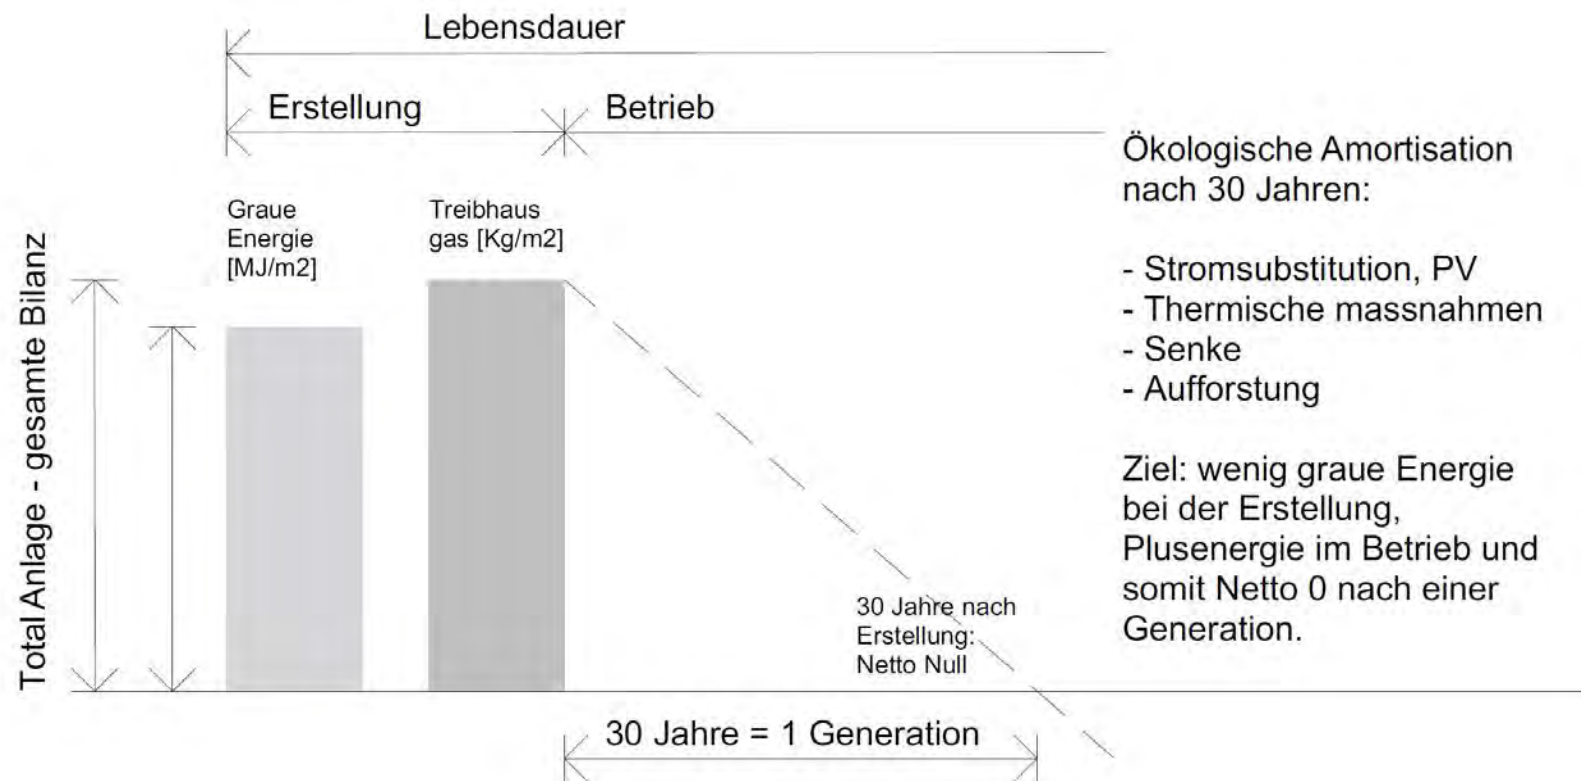 Lebensdauer
Erstellung
Betrieb
Graue
Energie
[MJ/m2]
Treibhaus
gas [Kg/m2]
Total Anlage - gesamte Bilanz
30 Jahre nach
Erstellung:
Netto Null
30 Jahre = 1 Generation
Ökologische Amortisation
nach 30 Jahren:
- Stromsubstitution, PV
- Thermische massnahmen
- Senke
- Aufforstung
Ziel: wenig graue Energie
bei der Erstellung,
Plusenergie im Betrieb und
somit Netto 0 nach einer
Generation.